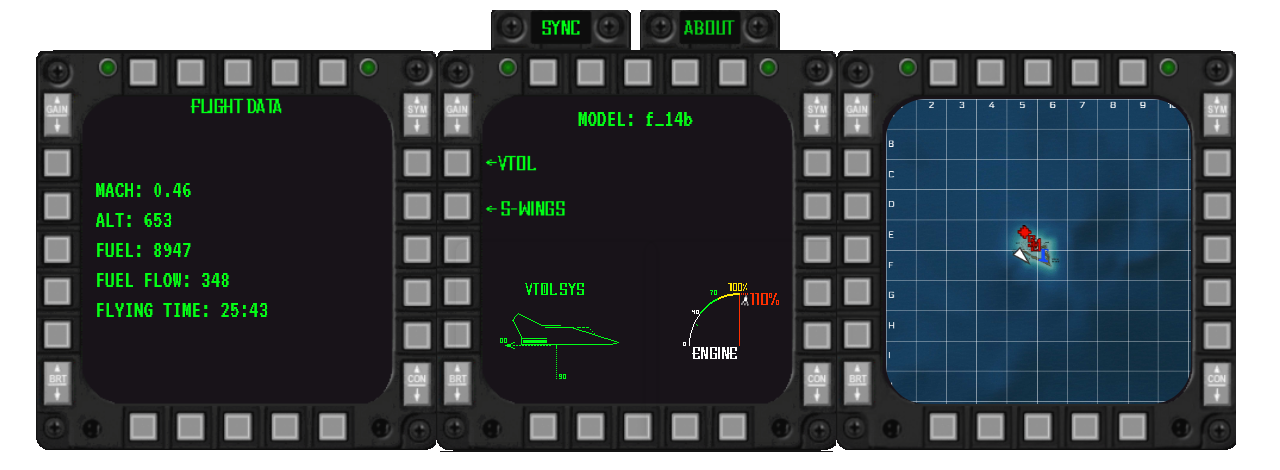 SYNC
ABOUT
GAIN
SYM
FLIGHT DATA
MACH: 0.46
ALT: 653
FUEL: 8947
FUEL FLOW: 348
FLYING TIME: 25:43
BRT
CON
GAIN
SYM
MODEL: f_14b
←VTOL
←S-WINGS
VTOL SYS
90
100%
70
110%
40
0
ENGINE
BRT
CON
GAIN
SYM
2 3 4 5 6 7 8 9
B
C
D
E
F
G
H
I
BRT
CON